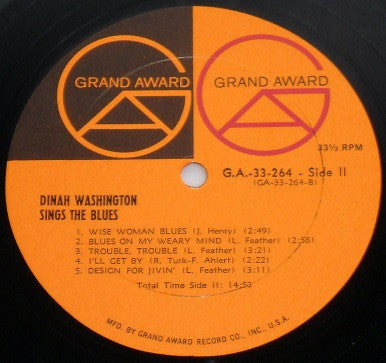 GRAND AWARD GRAND AWARD
33⅓ RPM
G.A.-33-264 - Side II
(GA-33-264-B)
DINAH WASHINGTON
SINGS THE BLUES
1. WISE WOMAN BLUES (J. Henry) (2:49)
2. BLUES ON MY WEARY MIND (L. Feather) (2:58)
3. TROUBLE, TROUBLE (L. Feather) (3:21)
4. I'LL GET BY (R. Turk-F. Ahlert) (2:22)
5. DESIGN FOR JIVIN' (L. Feather) (3:11)
Total Time Side II: 14:50
MFD. BY GRAND AWARD RECORD CO., INC., U.S.A.